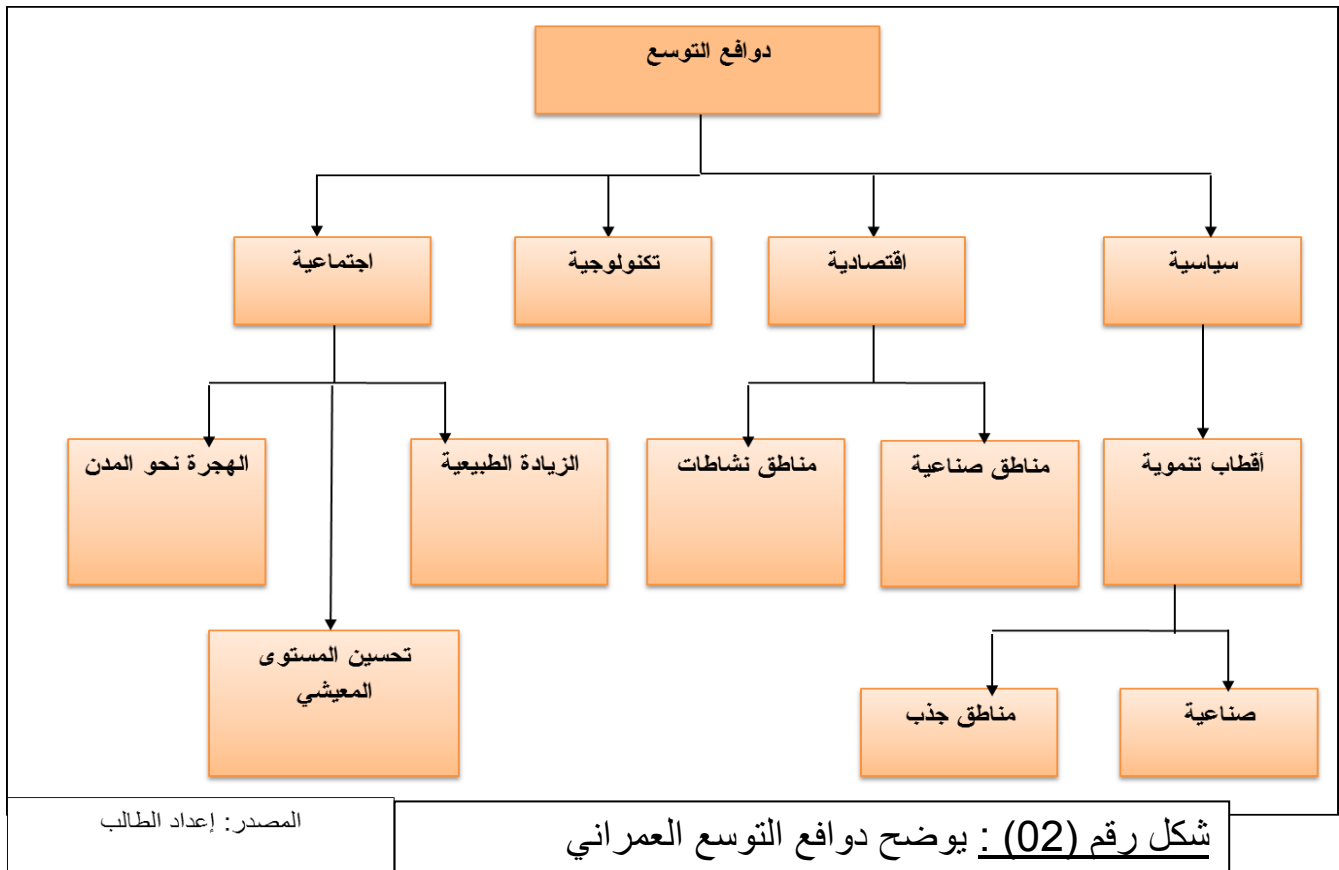 دوافع التوسع
سياسية
اقتصادية
تكنولوجية
اجتماعية
أقطاب تنموية
مناطق صناعية
مناطق نشاطات
الزيادة الطبيعية
الهجرة نحو المدن
تحسين المستوى
المعيشي
صناعية
مناطق جذب
شكل رقم (02) : يوضح دوافع التوسع العمراني
المصدر: إعداد الطالب